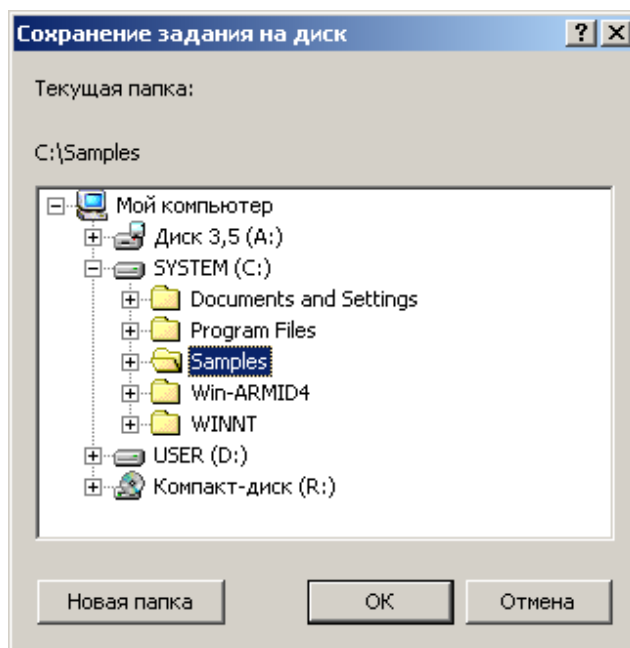 Сохранение задания на диск
Текущая папка:
C:\Samples
Мой компьютер
Диск 3,5 (A:)
SYSTEM (C:)
Documents and Settings
Program Files
Samples
Win-ARMID4
WINNT
USER (D:)
Компакт-диск (R:)
Новая папка
OK
Отмена